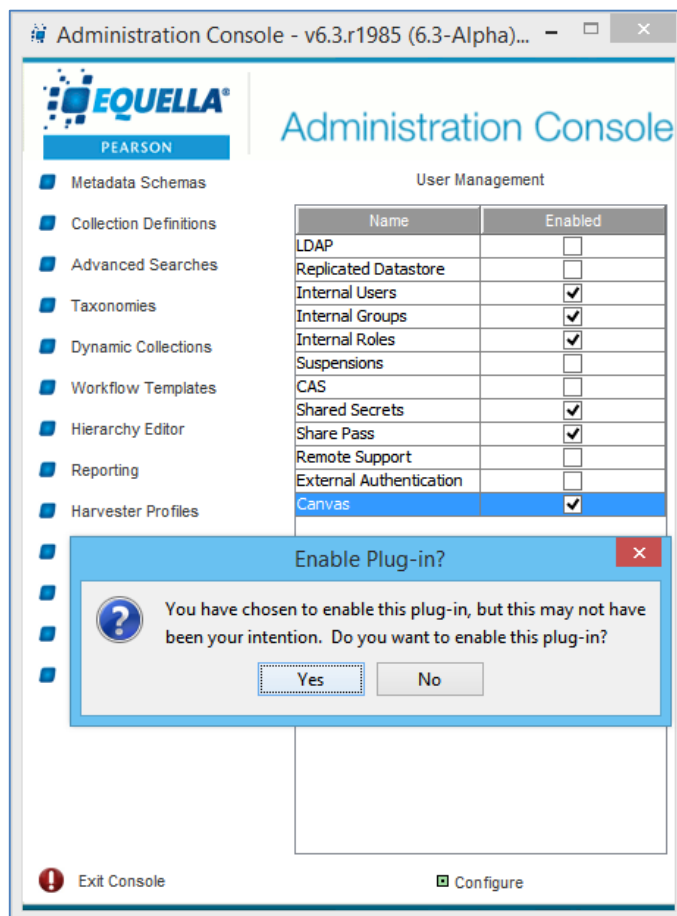 Administration Console - v6.3.r1985 (6.3-Alpha)...
EQUELLA®
PEARSON
Administration Console
Metadata Schemas
Collection Definitions
Advanced Searches
Taxonomies
Dynamic Collections
Workflow Templates
Hierarchy Editor
Reporting
Harvester Profiles
User Management
Name Enabled
LDAP
Replicated Datastore
Internal Users
Internal Groups
Internal Roles
Suspensions
CAS
Shared Secrets
Share Pass
Remote Support
External Authentication
Canvas
Enable Plug-in?
You have chosen to enable this plug-in, but this may not have
been your intention. Do you want to enable this plug-in?
Yes No
Exit Console
Configure